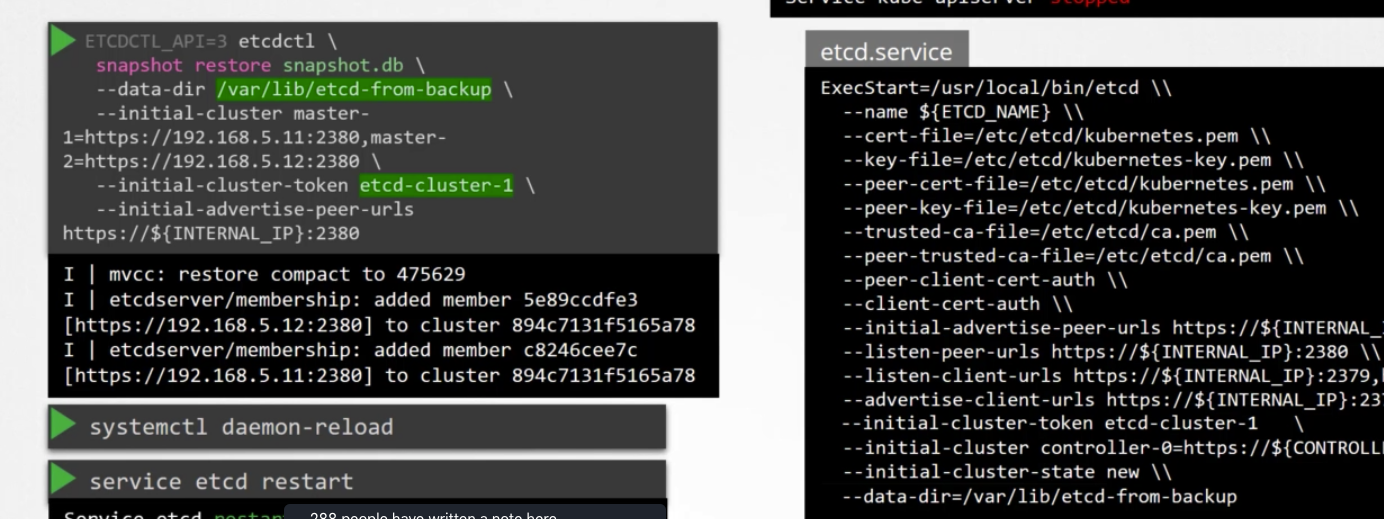 ETCDCTL_API=3 etcdctl \
snapshot restore snapshot.db \
--data-dir /var/lib/etcd-from-backup \
--initial-cluster master-
1=https://192.168.5.11:2380,master-
2=https://192.168.5.12:2380 \
--initial-cluster-token etcd-cluster-1 \
--initial-advertise-peer-urls
https://${INTERNAL_IP}:2380
I | mvcc: restore compact to 475629
I | etcdserver/membership: added member 5e89ccdfe3
[https://192.168.5.12:2380] to cluster 894c7131f5165a78
I | etcdserver/membership: added member c8246cee7c
[https://192.168.5.11:2380] to cluster 894c7131f5165a78
systemctl daemon-reload
service etcd restart
Service etcd
288 people have written a note here
Service kube-apiserver stopped
etcd.service
ExecStart=/usr/local/bin/etcd \\
--name ${ETCD_NAME} \\
--cert-file=/etc/etcd/kubernetes.pem \\
--key-file=/etc/etcd/kubernetes-key.pem \\
--peer-cert-file=/etc/etcd/kubernetes.pem \\
--peer-key-file=/etc/etcd/kubernetes-key.pem \\
--trusted-ca-file=/etc/etcd/ca.pem \\
--peer-trusted-ca-file=/etc/etcd/ca.pem \\
--peer-client-cert-auth \\
--client-cert-auth \\
--initial-advertise-peer-urls https://${INTERNAL_
--listen-peer-urls https://${INTERNAL_IP}:2380 \\
--listen-client-urls https://${INTERNAL_IP}:2379,
--advertise-client-urls https://${INTERNAL_IP}:23
--initial-cluster-token etcd-cluster-1 \
--initial-cluster controller-0=https://${CONTROLL
--initial-cluster-state new \\
--data-dir=/var/lib/etcd-from-backup